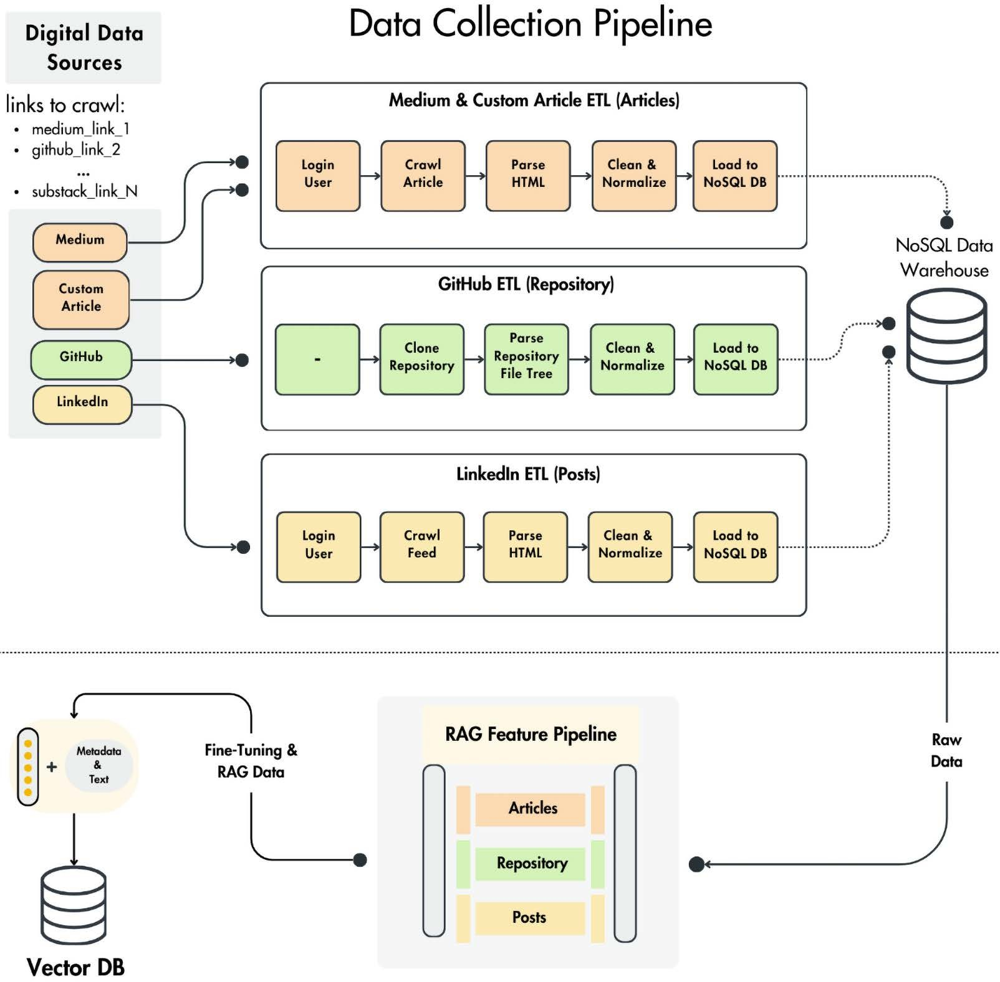 Data Collection Pipeline
Digital Data
Sources
links to crawl:
• medium_link_1
• github_link_2
...
• substack_link_N
Medium
Custom
Article
GitHub
LinkedIn
Medium & Custom Article ETL (Articles)
Login
User
Crawl
Article
Parse
HTML
Clean &
Normalize
Load to
NoSQL DB
GitHub ETL (Repository)
-
Clone
Repository
Parse
Repository
File Tree
Clean &
Normalize
Load to
NoSQL DB
LinkedIn ETL (Posts)
Login
User
Crawl
Feed
Parse
HTML
Clean &
Normalize
Load to
NoSQL DB
NoSQL Data
Warehouse
Raw
Data
RAG Feature Pipeline
Articles
Repository
Posts
Fine-Tuning &
RAG Data
+
Metadata
&
Text
Vector DB